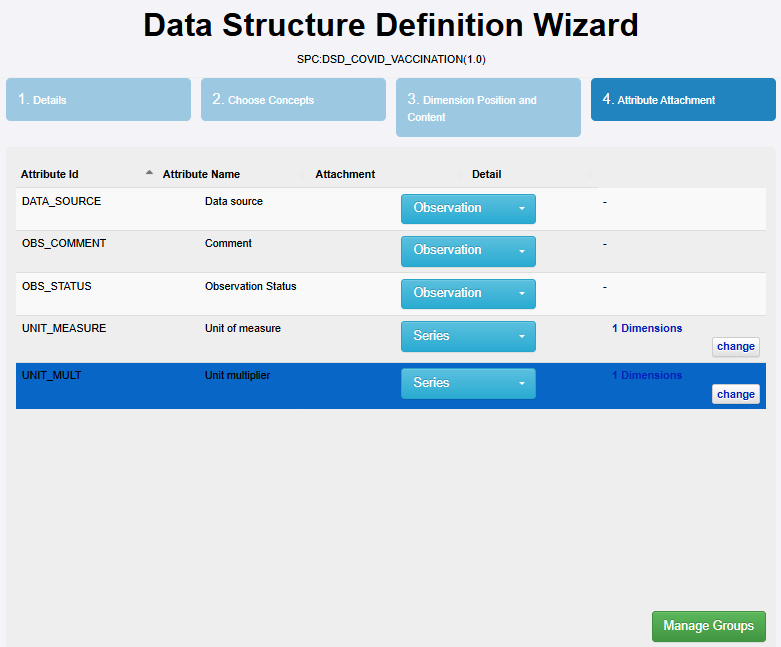 Data Structure Definition Wizard
SPC:DSD_COVID_VACCINATION(1.0)
1. Details
2. Choose Concepts
3. Dimension Position and
Content
4. Attribute Attachment
Attribute Id Attribute Name Attachment Detail
DATA_SOURCE Data source Observation -
OBS_COMMENT Comment Observation -
OBS_STATUS Observation Status Observation -
UNIT_MEASURE Unit of measure Series 1 Dimensions
change
UNIT_MULT Unit multiplier Series 1 Dimensions
change
Manage Groups